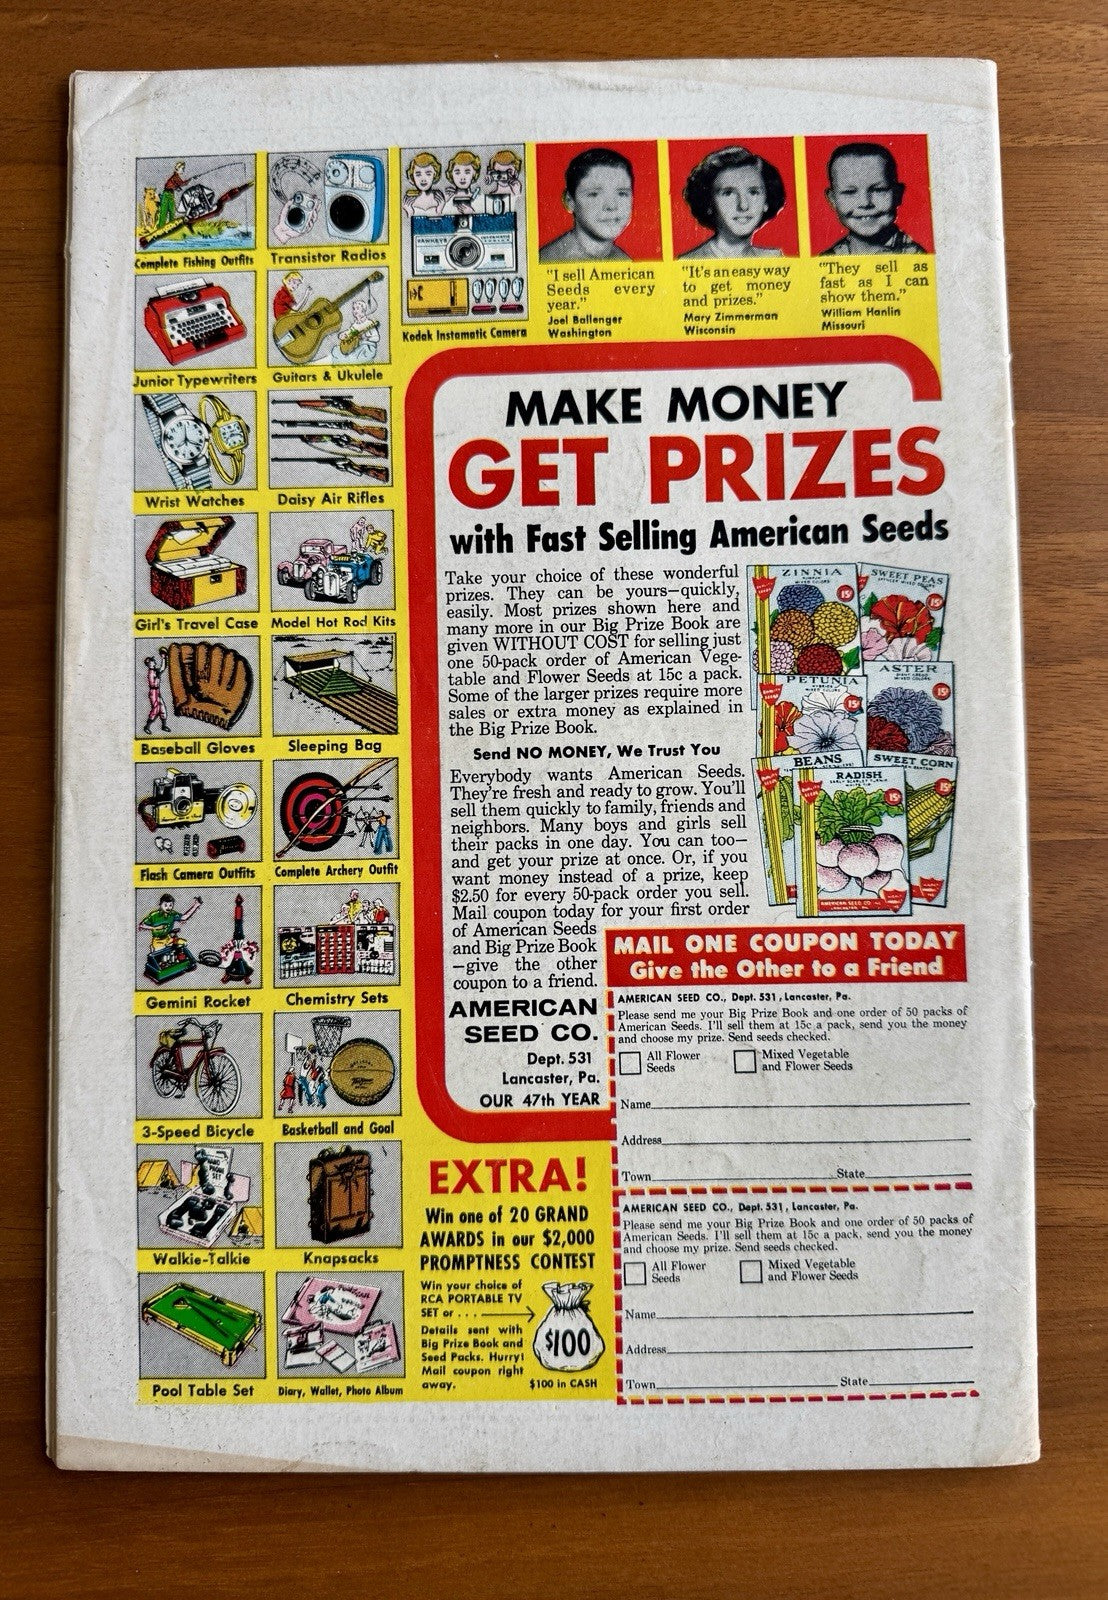 Complete Fishing Outfits
Transistor Radios
HAWKEYE INSTAMATIC
Kodak Instamatic Camera
"I sell American
Seeds every
year."
Joel Ballenger
Washington
"It's an easy way
to get money
and prizes."
Mary Zimmerman
Wisconsin
"They sell as
fast as I can
show them."
William Hanlin
Missouri
Junior Typewriters
Guitars & Ukulele
Wrist Watches
Daisy Air Rifles
Girl's Travel Case
Model Hot Rod Kits
Baseball Gloves
Sleeping Bag
Flash Camera Outfits
Complete Archery Outfit
Gemini Rocket
Chemistry Sets
3-Speed Bicycle
Basketball and Goal
Walkie-Talkie
Knapsacks
Pool Table Set
Diary, Wallet, Photo Album
MAKE MONEY
GET PRIZES
with Fast Selling American Seeds
Take your choice of these wonderful
prizes. They can be yours—quickly,
easily. Most prizes shown here and
many more in our Big Prize Book are
given WITHOUT COST for selling just
one 50-pack order of American Vege-
table and Flower Seeds at 15c a pack.
Some of the larger prizes require more
sales or extra money as explained in
the Big Prize Book.
Send NO MONEY, We Trust You
Everybody wants American Seeds.
They're fresh and ready to grow. You'll
sell them quickly to family, friends and
neighbors. Many boys and girls sell
their packs in one day. You can too—
and get your prize at once. Or, if you
want money instead of a prize, keep
$2.50 for every 50-pack order you sell.
Mail coupon today for your first order
of American Seeds
and Big Prize Book
—give the other
coupon to a friend.
AMERICAN
SEED CO.
Dept. 531
Lancaster, Pa.
OUR 47th YEAR
ZINNIA
MIXED COLORS
15¢
SWEET PEAS
MIXED COLORS
15¢
PETUNIA
MIXED COLORS
15¢
ASTER
MIXED COLORS
15¢
BEANS
SWEET CORN
15¢
RADISH
15¢
AMERICAN SEED CO.
LANCASTER, PA.
MAIL ONE COUPON TODAY
Give the Other to a Friend
AMERICAN SEED CO., Dept. 531, Lancaster, Pa.
Please send me your Big Prize Book and one order of 50 packs of
American Seeds. I'll sell them at 15c a pack, send you the money
and choose my prize. Send seeds checked.
All Flower
Seeds
Mixed Vegetable
and Flower Seeds
Name
Address
Town State
AMERICAN SEED CO., Dept. 531, Lancaster, Pa.
Please send me your Big Prize Book and one order of 50 packs of
American Seeds. I'll sell them at 15c a pack, send you the money
and choose my prize. Send seeds checked.
All Flower
Seeds
Mixed Vegetable
and Flower Seeds
Name
Address
Town State
EXTRA!
Win one of 20 GRAND
AWARDS in our $2,000
PROMPTNESS CONTEST
Win your choice of
RCA PORTABLE TV
SET or . . .
Details sent with
Big Prize Book and
Seed Packs. Hurry!
Mail coupon right
away.
$100
$100 in CASH